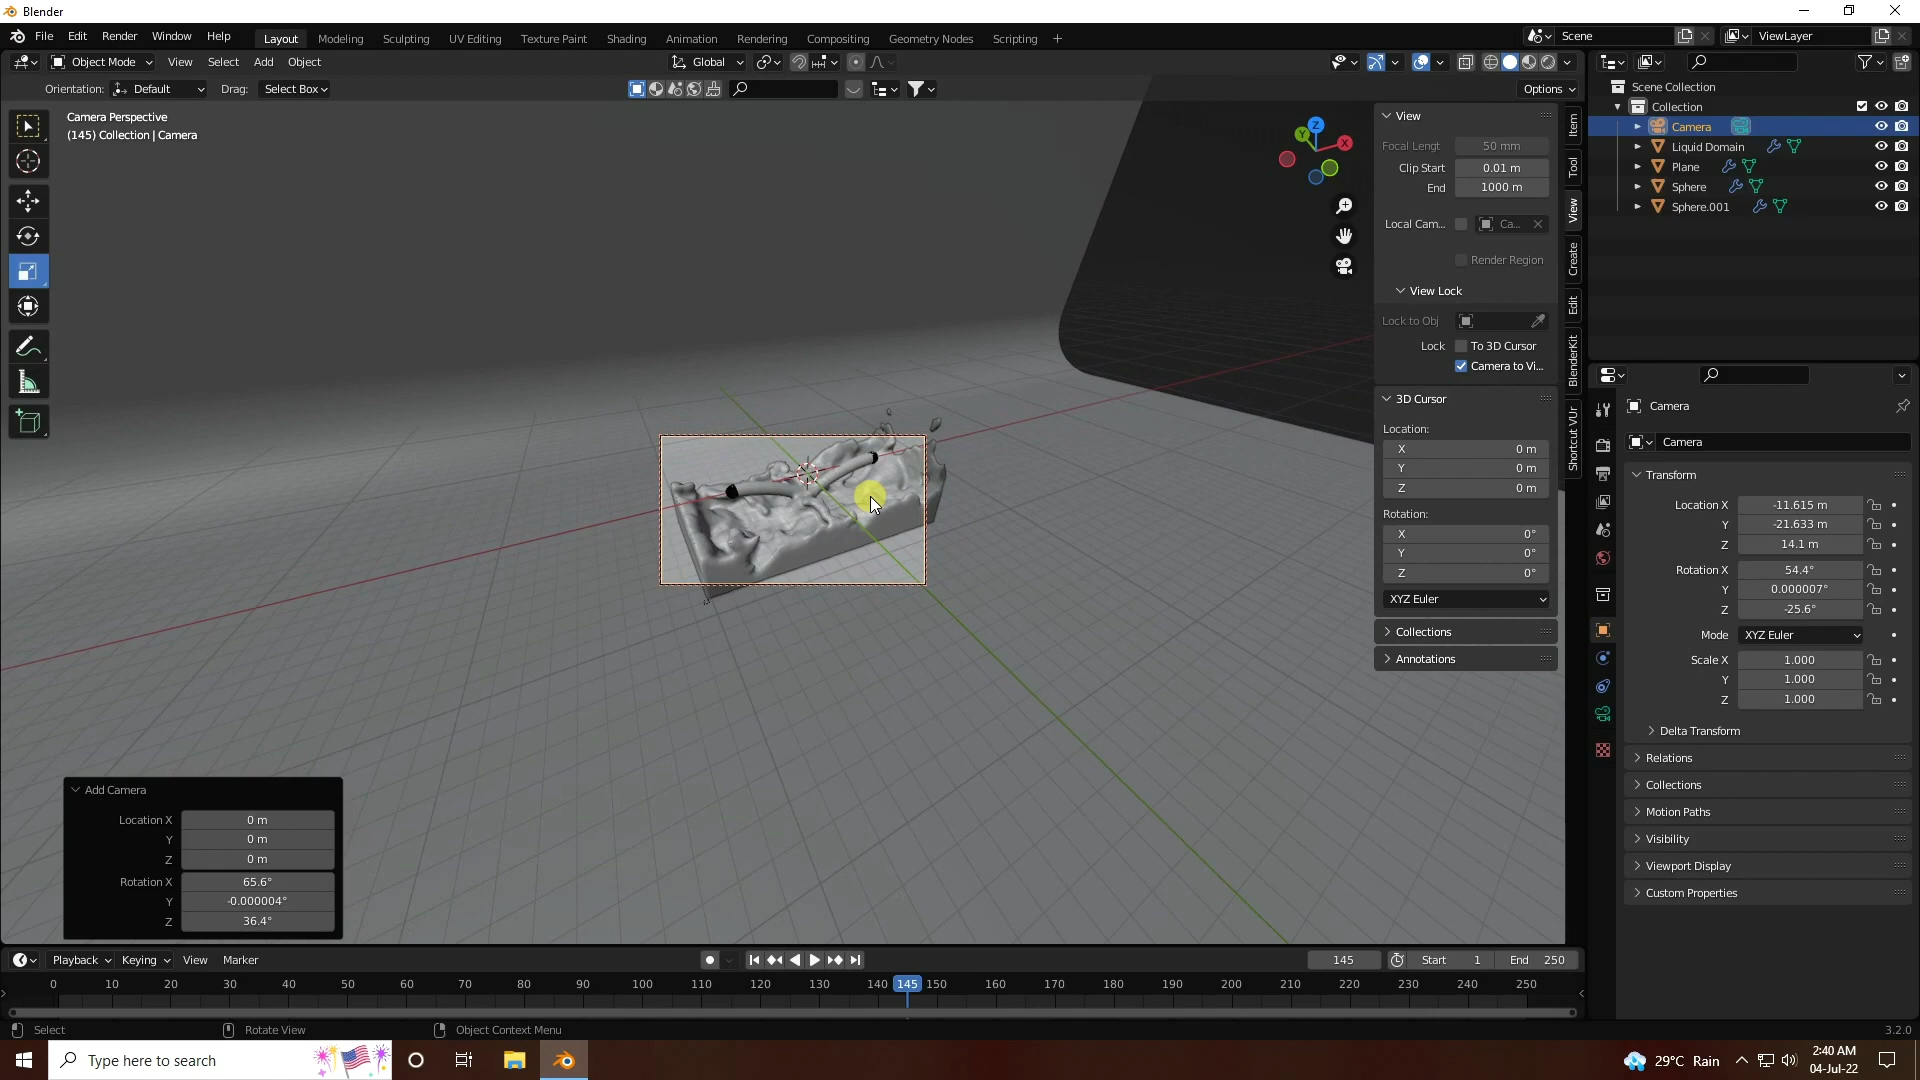 Blender
File Edit Render Window Help Layout Modeling Sculpting UV Editing Texture Paint Shading Animation Rendering Compositing Geometry Nodes Scripting + Scene ViewLayer
Object Mode View Select Add Object Global
Orientation: Default Drag: Select Box Options
Camera Perspective
(145) Collection | Camera
Z
Y
X
View
Focal Lengt 50 mm
Clip Start 0.01 m
End 1000 m
Local Cam... Ca...
Render Region
View Lock
Lock to Obj
Lock To 3D Cursor
Camera to Vi...
3D Cursor
Location:
X 0 m
Y 0 m
Z 0 m
Rotation:
X 0°
Y 0°
Z 0°
XYZ Euler
Collections
Annotations
Item
Tool
View
Create
Edit
BlenderKit
Shortcut VUr
Scene Collection
Collection
Camera
Liquid Domain
Plane
Sphere
Sphere.001
Camera
Camera
Transform
Location X -11.615 m
Y -21.633 m
Z 14.1 m
Rotation X 54.4°
Y 0.000007°
Z -25.6°
Mode XYZ Euler
Scale X 1.000
Y 1.000
Z 1.000
Delta Transform
Relations
Collections
Motion Paths
Visibility
Viewport Display
Custom Properties
Add Camera
Location X 0 m
Y 0 m
Z 0 m
Rotation X 65.6°
Y -0.000004°
Z 36.4°
Playback Keying View Marker 145 Start 1 End 250
0 10 20 30 40 50 60 70 80 90 100 110 120 130 140 145 150 160 170 180 190 200 210 220 230 240 250
Select Rotate View Object Context Menu 3.2.0
Type here to search 29°C Rain 2:40 AM
04-Jul-22